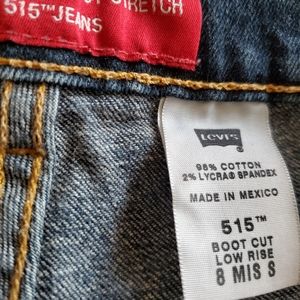 STRETCH
515™ JEANS
Levi's
98% COTTON
2% LYCRA® SPANDEX
MADE IN MEXICO
515™
BOOT CUT
LOW RISE
8 MIS S